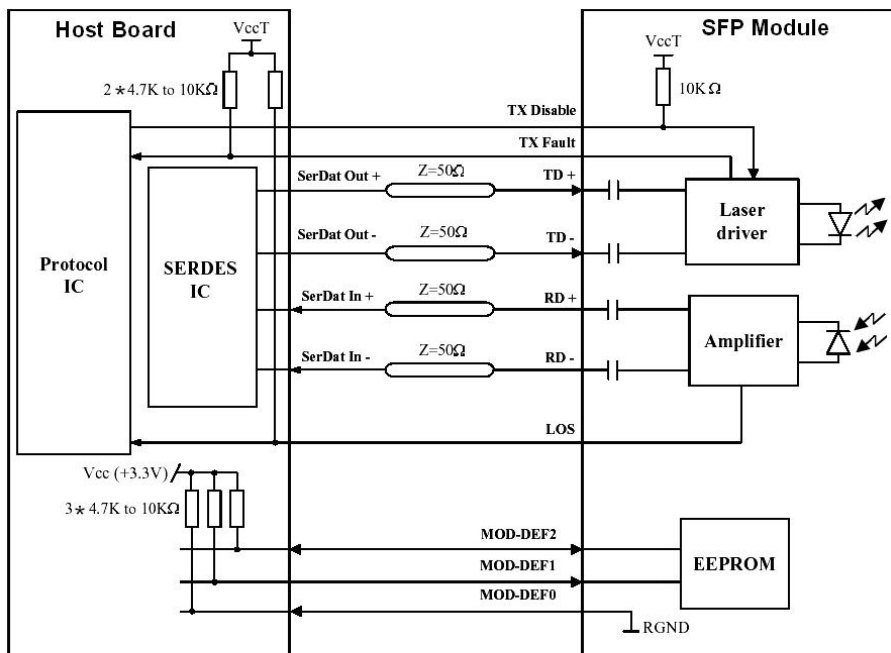 Host Board
SFP Module
VccT
VccT
2*4.7K to 10KΩ
10KΩ
TX Disable
TX Fault
SerDat Out +
Z=50Ω
TD +
SerDat Out -
Z=50Ω
TD -
Laser
driver
Protocol
IC
SERDES
IC
SerDat In +
Z=50Ω
RD +
SerDat In -
Z=50Ω
RD -
Amplifier
LOS
Vcc (+3.3V)
3*4.7K to 10KΩ
MOD-DEF2
MOD-DEF1
MOD-DEF0
EEPROM
RGND